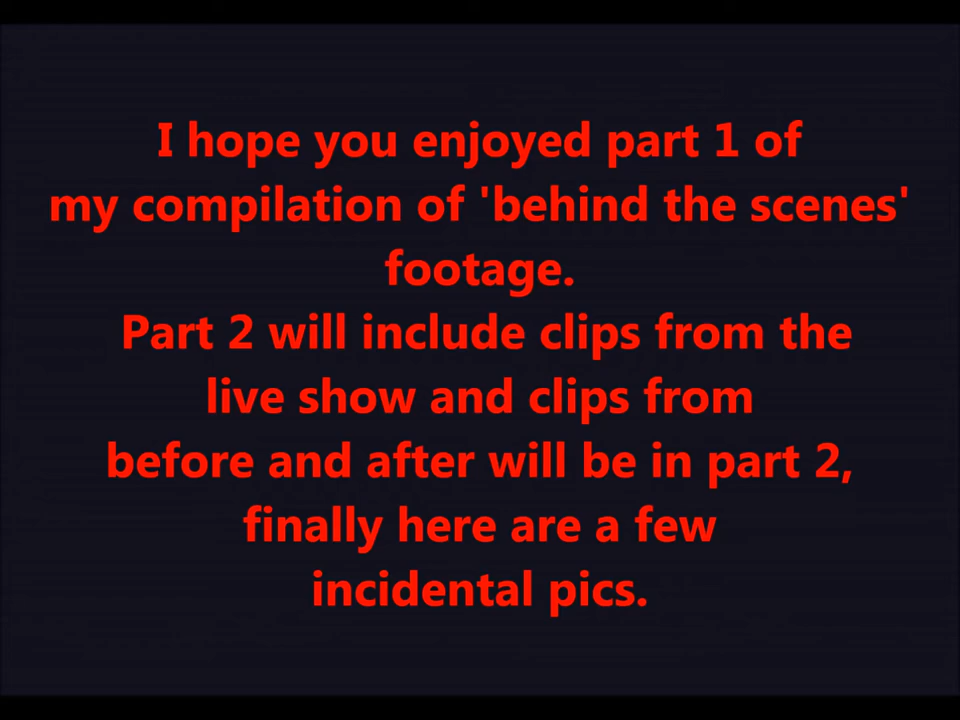 I hope you enjoyed part 1 of
my compilation of 'behind the scenes'
footage.
Part 2 will include clips from the
live show and clips from
before and after will be in part 2,
finally here are a few
incidental pics.